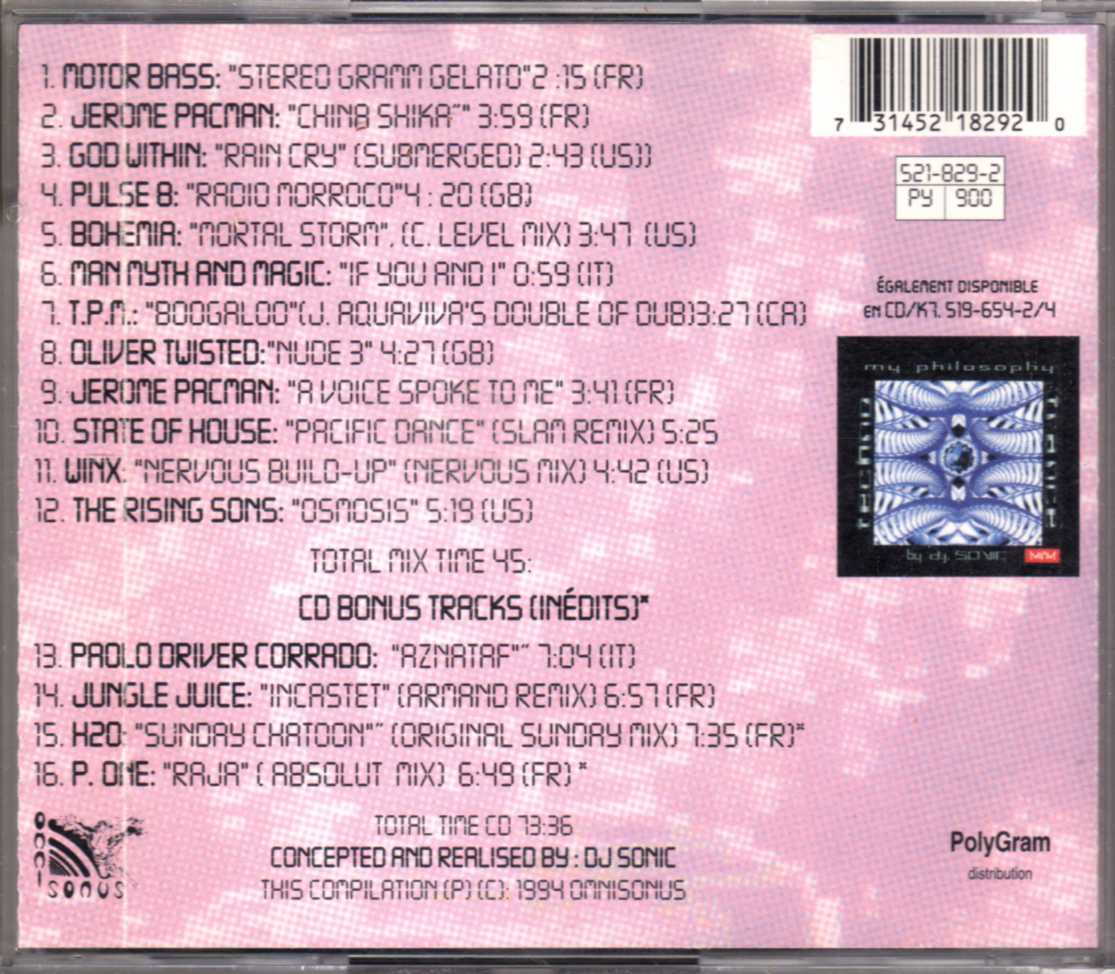 1. MOTOR BASS: "STEREO GRAMM GELATO"2 :15 (FR)
2. JEROME PACMAN: "CHINA SHIKA˝" 3:59 (FR)
3. GOD WITHIN: "RAIN CRY" (SUBMERGED) 2:43 (US))
4. PULSE 8: "RADIO MORROCO"4 : 20 (GB)
5. BOHEMIA: "MORTAL STORM", (C. LEVEL MIX) 3:47 (US)
6. MAN MYTH AND MAGIC: "IF YOU AND I" 0:59 (IT)
7. T.P.M.: "BOOGALOO"(J. AQUAVIVA'S DOUBLE OF DUB)3:27 (CA)
8. OLIVER TWISTED:"NUDE 3" 4:27 (GB)
9. JEROME PACMAN: "A VOICE SPOKE TO ME" 3:41 (FR)
10. STATE OF HOUSE: "PACIFIC DANCE" (SLAM REMIX) 5:25
11. WINX: "NERVOUS BUILD-UP" (NERVOUS MIX) 4:42 (US)
12. THE RISING SONS: "OSMOSIS" 5:19 (US)
TOTAL MIX TIME 45:
CD BONUS TRACKS (INÉDITS)*
13. PAOLO DRIVER CORRADO: "AZNATAF"˝ 7:04 (IT)
14. JUNGLE JUICE: "INCASTET" (ARMAND REMIX) 6:57 (FR)
15. H2O: "SUNDAY CHATOON"˝ (ORIGINAL SUNDAY MIX) 7:35 (FR)*
16. P. ONE: "RAJA" ( ABSOLUT MIX) 6:49 (FR) *
TOTAL TIME CD 73:36
CONCEPTED AND REALISED BY : DJ SONIC
THIS COMPILATION (P) (C): 1994 OMNISONUS
omni
sonus
7 31452 18292 0
521-829-2
PY 900
ÉGALEMENT DISPONIBLE
EN CD/K7. 519-654-2/4
my philosophy
techno
by d.j. SONIC
PolyGram
distribution